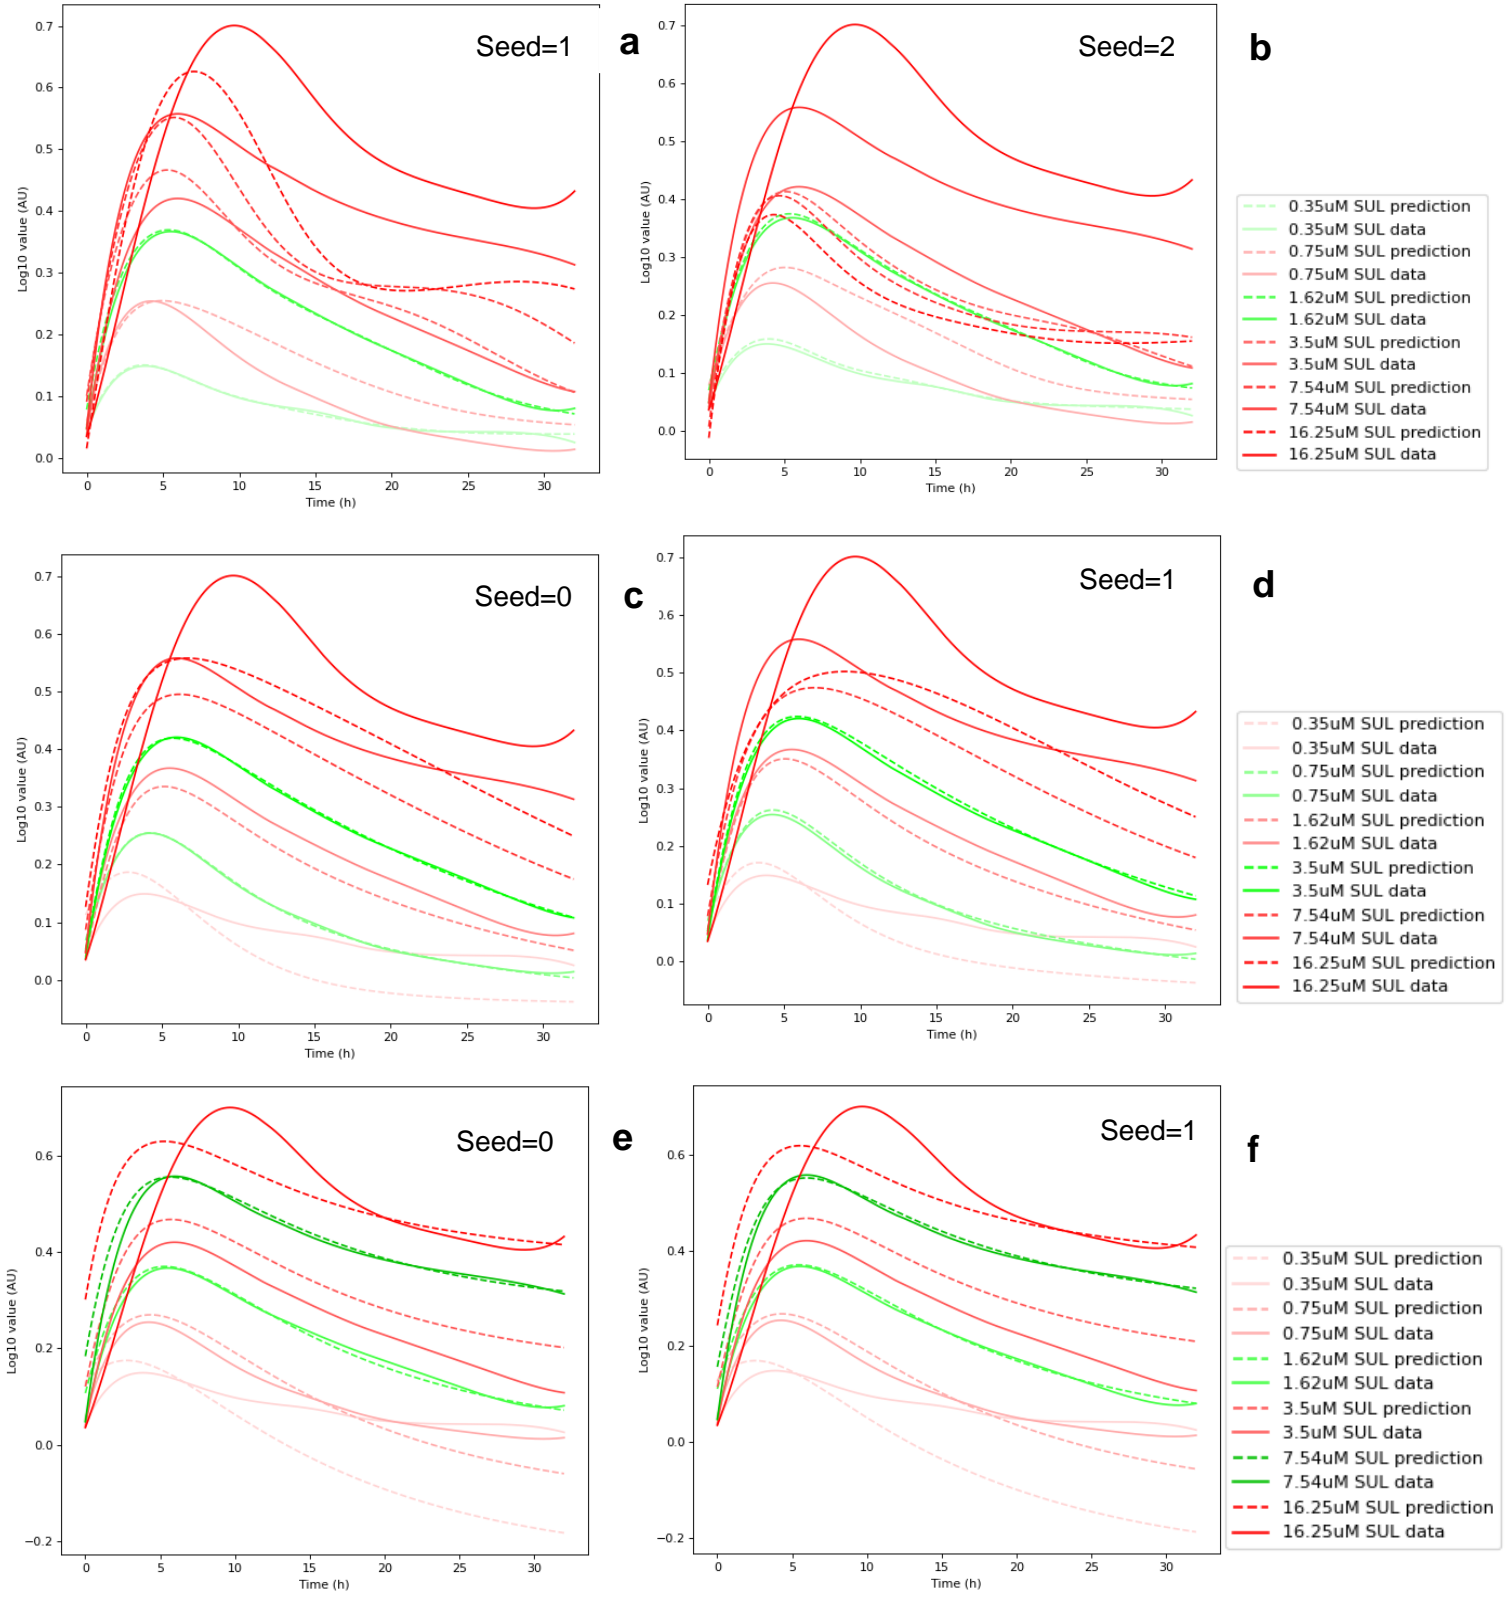 Seed=1
a
Log10 value (AU)
0.7
0.6
0.5
0.4
0.3
0.2
0.1
0.0
0 5 10 15 20 25 30
Time (h)
Seed=2
b
Log10 value (AU)
0.7
0.6
0.5
0.4
0.3
0.2
0.1
0.0
0 5 10 15 20 25 30
Time (h)
0.35uM SUL prediction
0.35uM SUL data
0.75uM SUL prediction
0.75uM SUL data
1.62uM SUL prediction
1.62uM SUL data
3.5uM SUL prediction
3.5uM SUL data
7.54uM SUL prediction
7.54uM SUL data
16.25uM SUL prediction
16.25uM SUL data
Seed=0
c
Log10 value (AU)
0.7
0.6
0.5
0.4
0.3
0.2
0.1
0.0
0 5 10 15 20 25 30
Time (h)
Seed=1
d
Log10 value (AU)
0.7
0.6
0.5
0.4
0.3
0.2
0.1
0.0
0 5 10 15 20 25 30
Time (h)
0.35uM SUL prediction
0.35uM SUL data
0.75uM SUL prediction
0.75uM SUL data
1.62uM SUL prediction
1.62uM SUL data
3.5uM SUL prediction
3.5uM SUL data
7.54uM SUL prediction
7.54uM SUL data
16.25uM SUL prediction
16.25uM SUL data
Seed=0
e
Log10 value (AU)
0.6
0.4
0.2
0.0
−0.2
0 5 10 15 20 25 30
Time (h)
Seed=1
f
Log10 value (AU)
0.6
0.4
0.2
0.0
−0.2
0 5 10 15 20 25 30
Time (h)
0.35uM SUL prediction
0.35uM SUL data
0.75uM SUL prediction
0.75uM SUL data
1.62uM SUL prediction
1.62uM SUL data
3.5uM SUL prediction
3.5uM SUL data
7.54uM SUL prediction
7.54uM SUL data
16.25uM SUL prediction
16.25uM SUL data